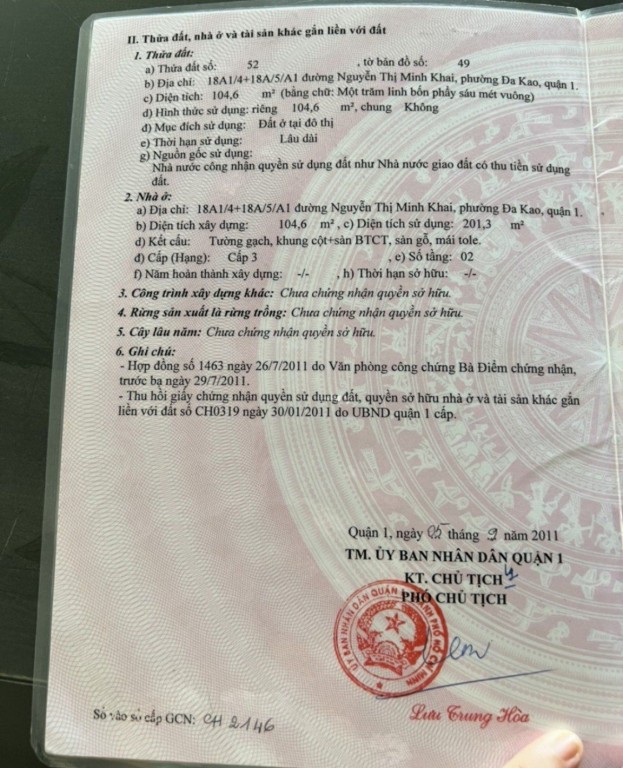 II. Thửa đất, nhà ở và tài sản khác gắn liền với đất
1. Thửa đất:
a) Thửa đất số: 52 , tờ bản đồ số: 49
b) Địa chỉ: 18A1/4+18A/5/A1 đường Nguyễn Thị Minh Khai, phường Đa Kao, quận 1.
c) Diện tích: 104,6 m² (bằng chữ: Một trăm linh bốn phẩy sáu mét vuông)
d) Hình thức sử dụng: riêng 104,6 m², chung Không
đ) Mục đích sử dụng: Đất ở tại đô thị
e) Thời hạn sử dụng: Lâu dài
g) Nguồn gốc sử dụng:
Nhà nước công nhận quyền sử dụng đất như Nhà nước giao đất có thu tiền sử dụng
đất.
2. Nhà ở:
a) Địa chỉ: 18A1/4+18A/5/A1 đường Nguyễn Thị Minh Khai, phường Đa Kao, quận 1.
b) Diện tích xây dựng: 104,6 m² , c) Diện tích sử dụng: 201,3 m²
d) Kết cấu: Tường gạch, khung cột+sàn BTCT, sàn gỗ, mái tole.
đ) Cấp (Hạng): Cấp 3 , e) Số tầng: 02
f) Năm hoàn thành xây dựng: -/- , h) Thời hạn sở hữu: -/-
3. Công trình xây dựng khác: Chưa chứng nhận quyền sở hữu.
4. Rừng sản xuất là rừng trồng: Chưa chứng nhận quyền sở hữu.
5. Cây lâu năm: Chưa chứng nhận quyền sở hữu.
6. Ghi chú:
- Hợp đồng số 1463 ngày 26/7/2011 do Văn phòng công chứng Bà Điểm chứng nhận,
trước bạ ngày 29/7/2011.
- Thu hồi giấy chứng nhận quyền sử dụng đất, quyền sở hữu nhà ở và tài sản khác gắn
liền với đất số CH0319 ngày 30/01/2011 do UBND quận 1 cấp.
Quận 1, ngày 05 tháng 9 năm 2011
TM. ỦY BAN NHÂN DÂN QUẬN 1
KT. CHỦ TỊCH
PHÓ CHỦ TỊCH
Lưu Trung Hòa
Số vào sổ cấp GCN: CH 2146